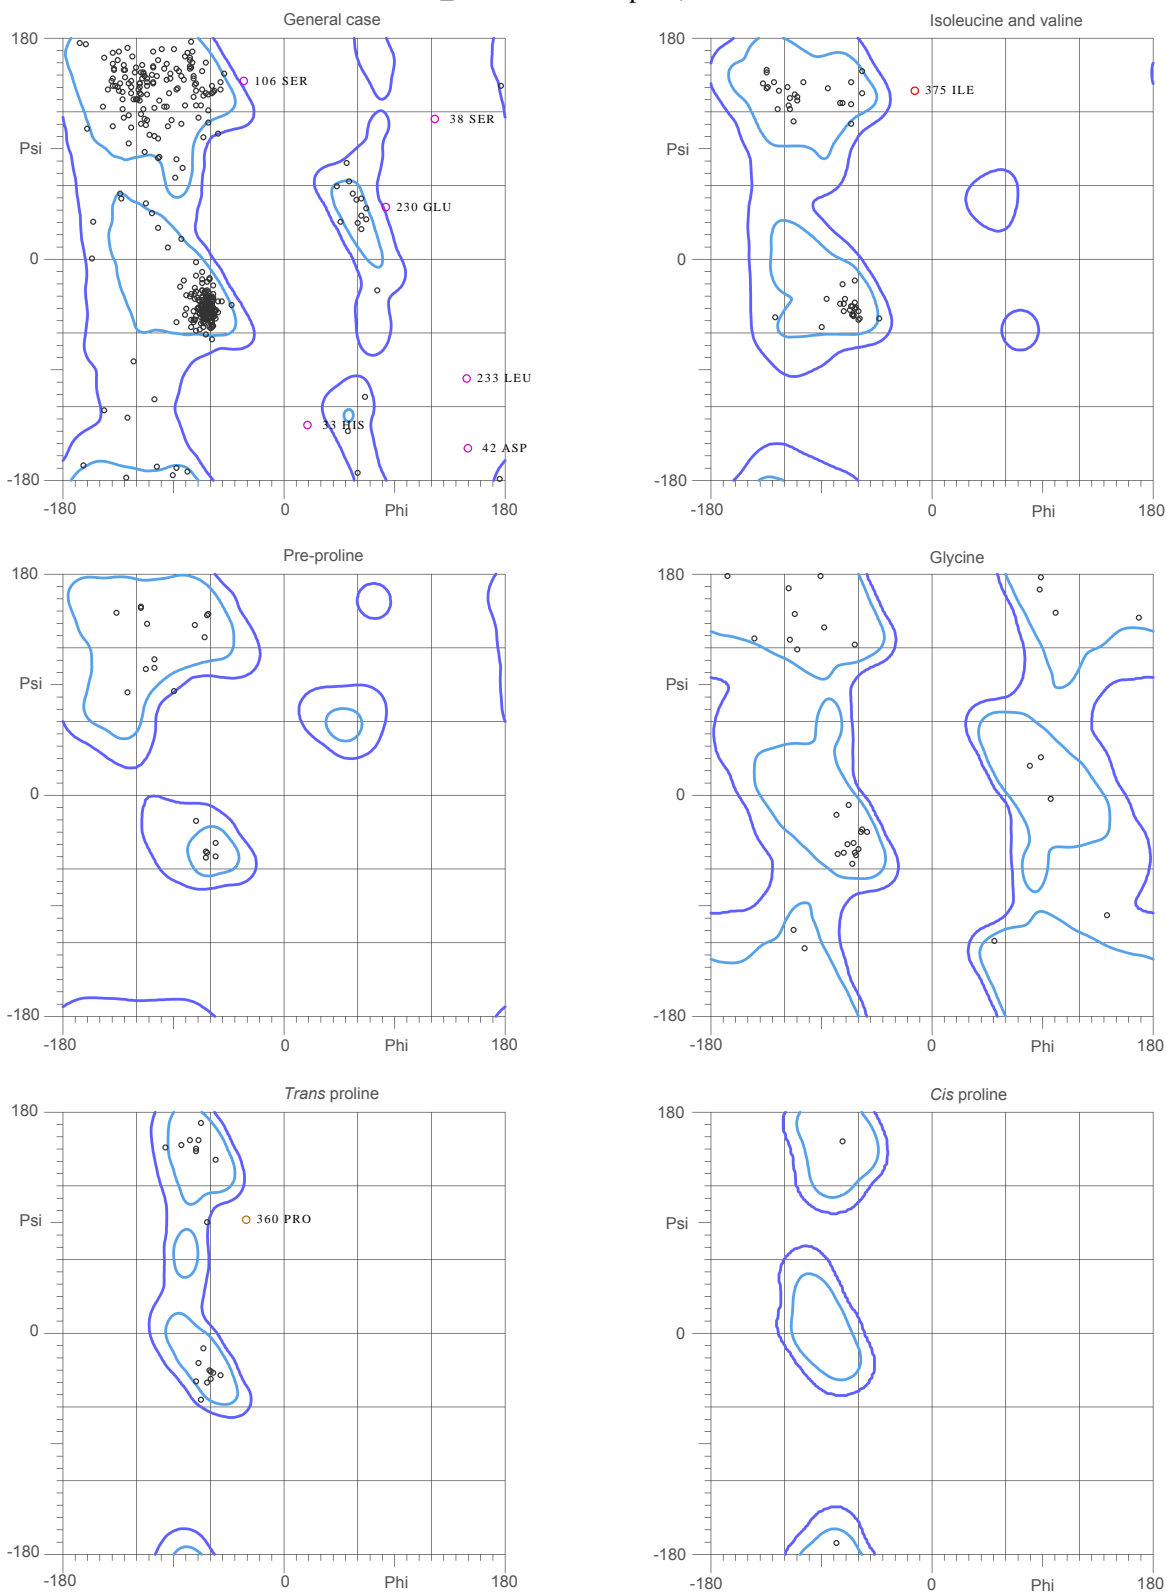 General case
Isoleucine and valine
180
106 SER
38 SER
Psi
230 GLU
0
233 LEU
33 HIS
42 ASP
-180
-180
0
Phi
180
180
375 ILE
Psi
0
-180
-180
0
Phi
180
Pre-proline
Glycine
180
Psi
0
-180
-180
0
Phi
180
180
Psi
0
-180
-180
0
Phi
180
Trans proline
Cis proline
180
Psi
360 PRO
0
-180
-180
0
Phi
180
180
Psi
0
-180
-180
0
Phi
180